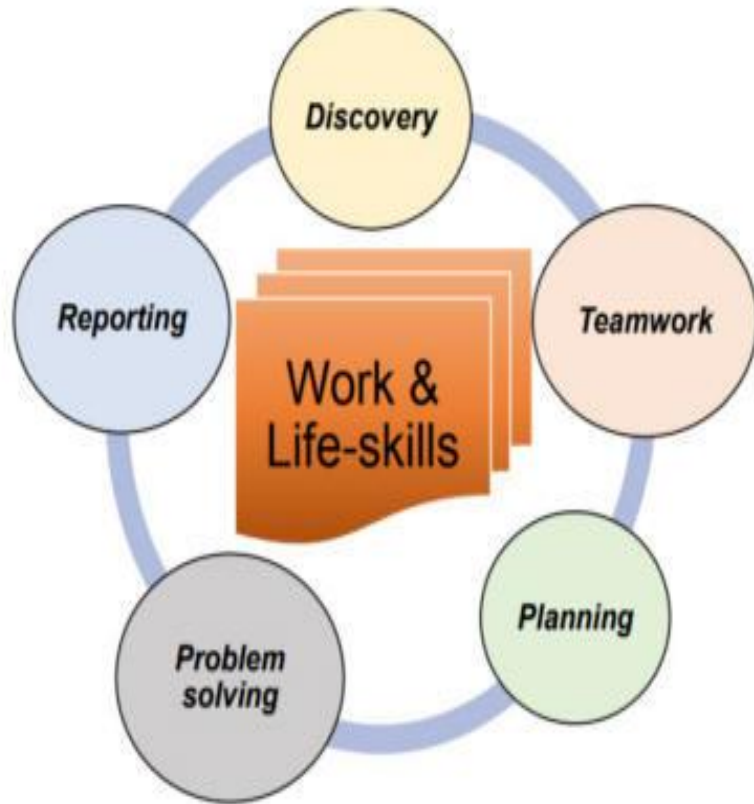 Discovery
Reporting
Teamwork
Work &
Life-skills
Planning
Problem
solving